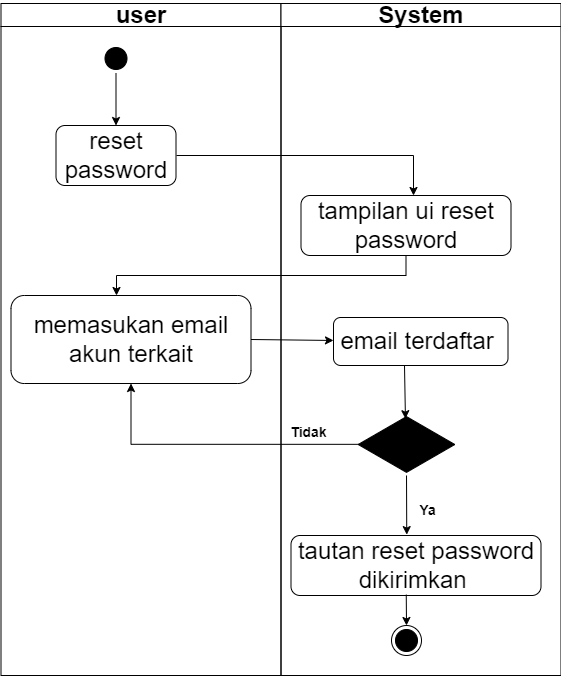 user
System
reset
password
tampilan ui reset
password
memasukan email
akun terkait
email terdaftar
Tidak
Ya
tautan reset password
dikirimkan